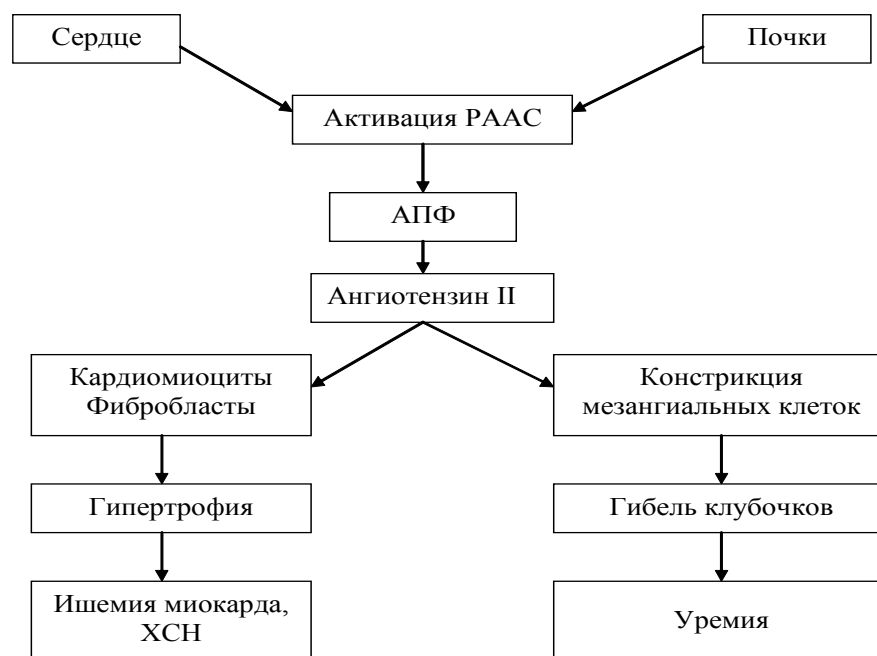 Сердце
Почки
Активация РААС
АПФ
Ангиотензин II
Кардиомиоциты
Фибробласты
Констрикция
мезангиальных клеток
Гипертрофия
Гибель клубочков
Ишемия миокарда,
ХСН
Уремия